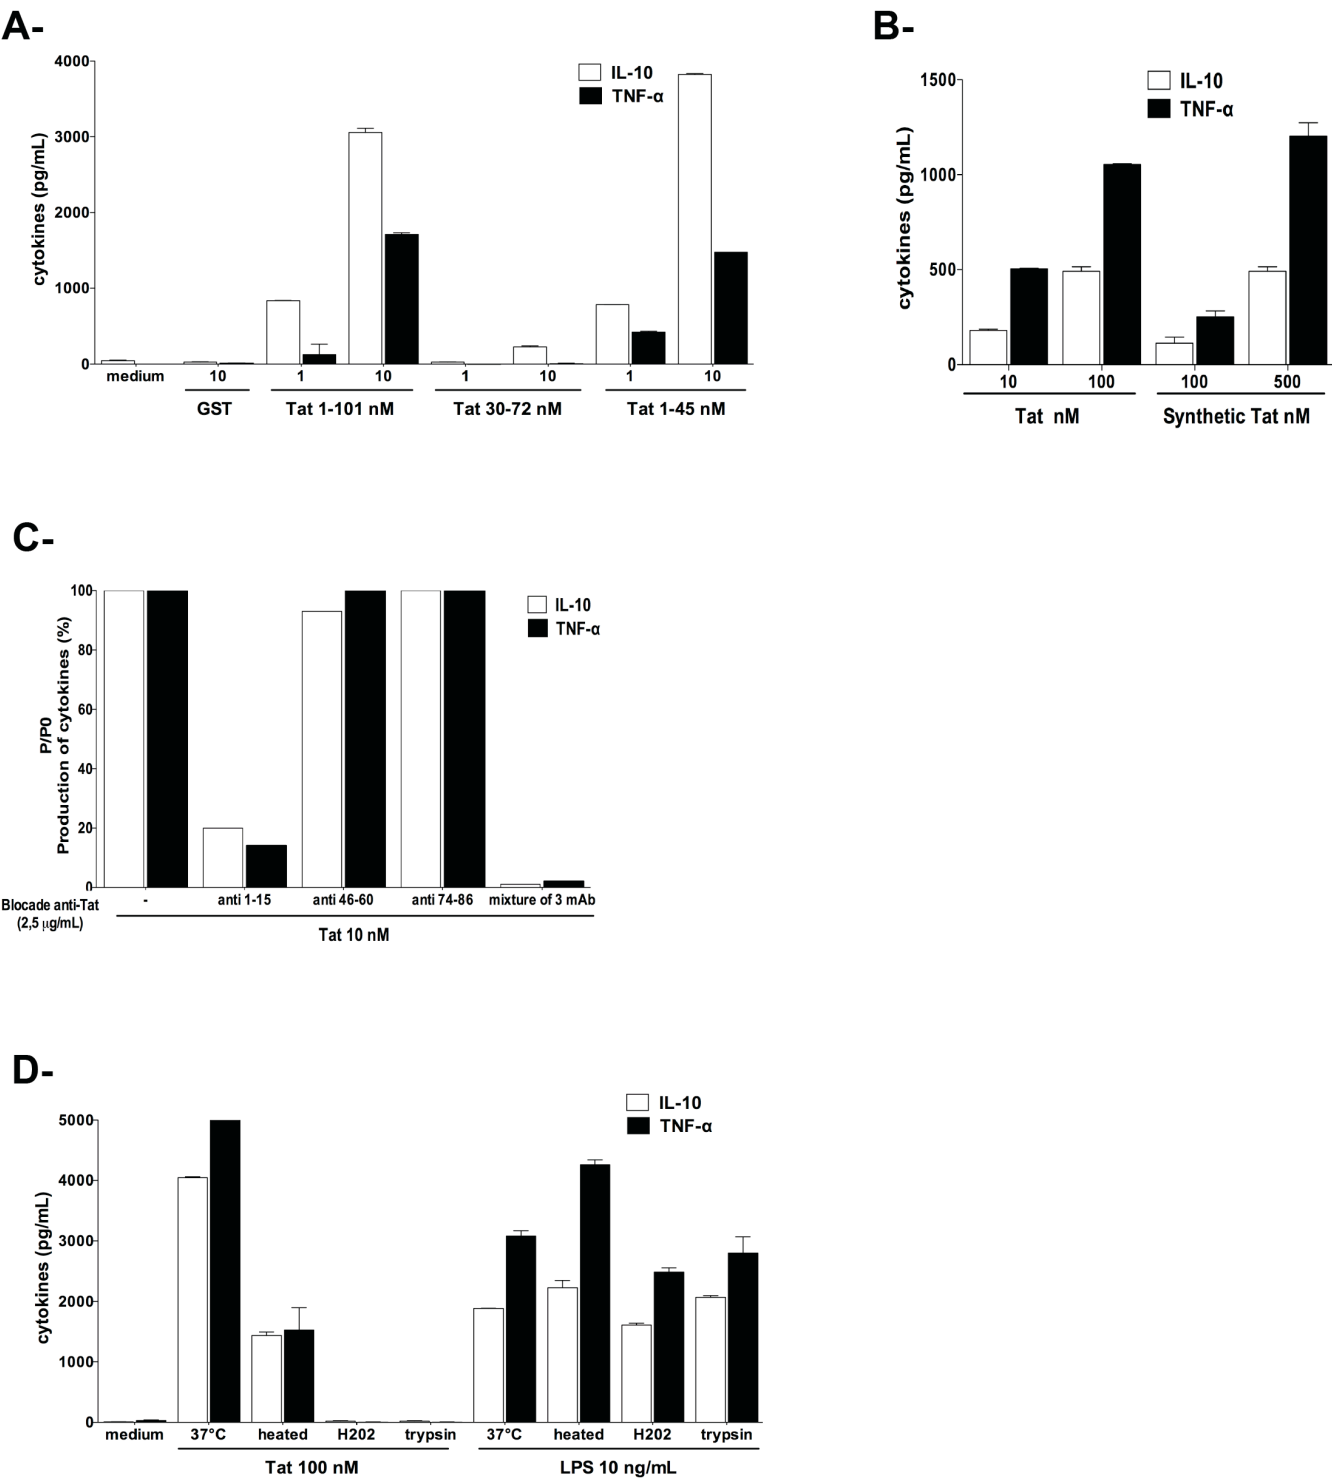 A-
4000
3000
2000
1000
0
cytokines (pg/mL)
IL-10
TNF-α
medium 10 1 10 1 10 1 10
GST Tat 1-101 nM Tat 30-72 nM Tat 1-45 nM
B-
1500
1000
500
0
cytokines (pg/mL)
IL-10
TNF-α
10 100 100 500
Tat nM Synthetic Tat nM
C-
100
80
60
40
20
0
P/P0
Production of cytokines (%)
IL-10
TNF-α
Blocade anti-Tat
(2,5 µg/mL)
- anti 1-15 anti 46-60 anti 74-86 mixture of 3 mAb
Tat 10 nM
D-
5000
4000
3000
2000
1000
0
cytokines (pg/mL)
IL-10
TNF-α
medium 37°C heated H202 trypsin 37°C heated H202 trypsin
Tat 100 nM LPS 10 ng/mL